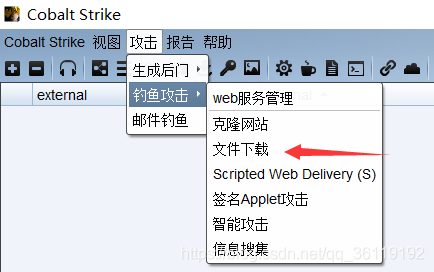 Cobalt Strike
Cobalt Strike 视图 攻击 报告 帮助
生成后门
external
钓鱼攻击
web服务管理
邮件钓鱼
克隆网站
文件下载
Scripted Web Delivery (S)
签名Applet攻击
智能攻击
信息搜集
https://blog.csdn.net/qq_36119192